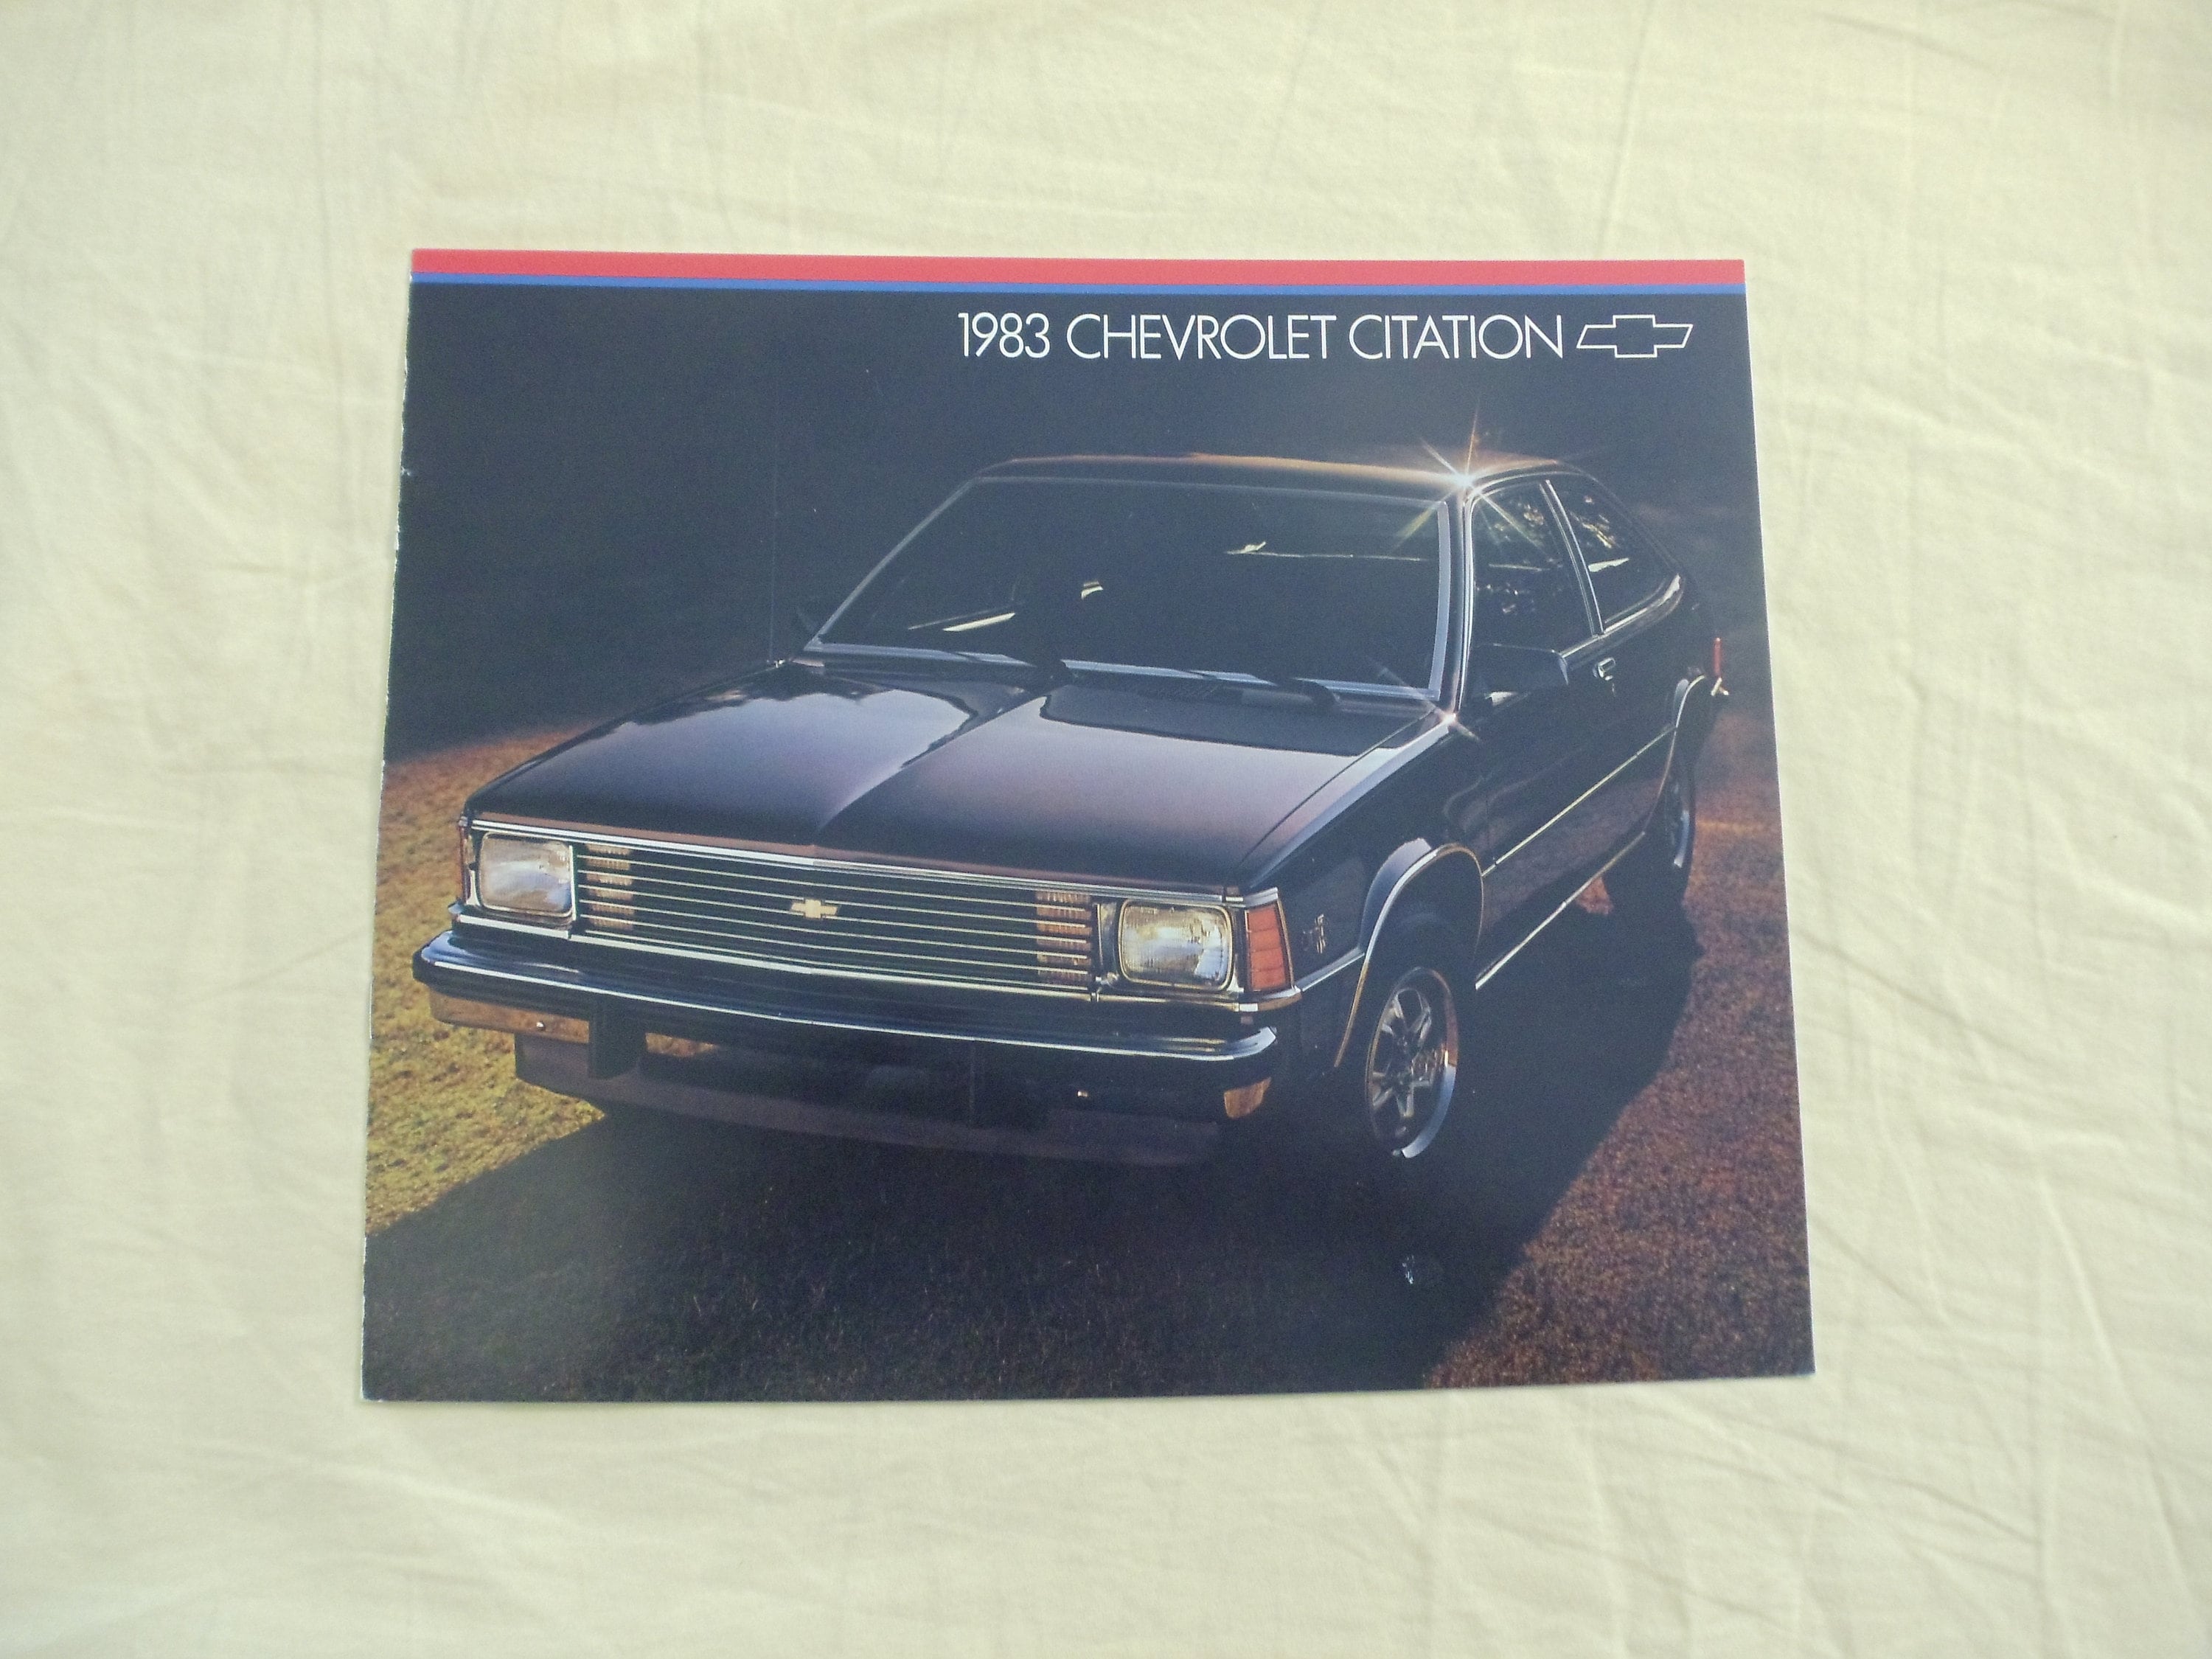 1983 CHEVROLET CITATION